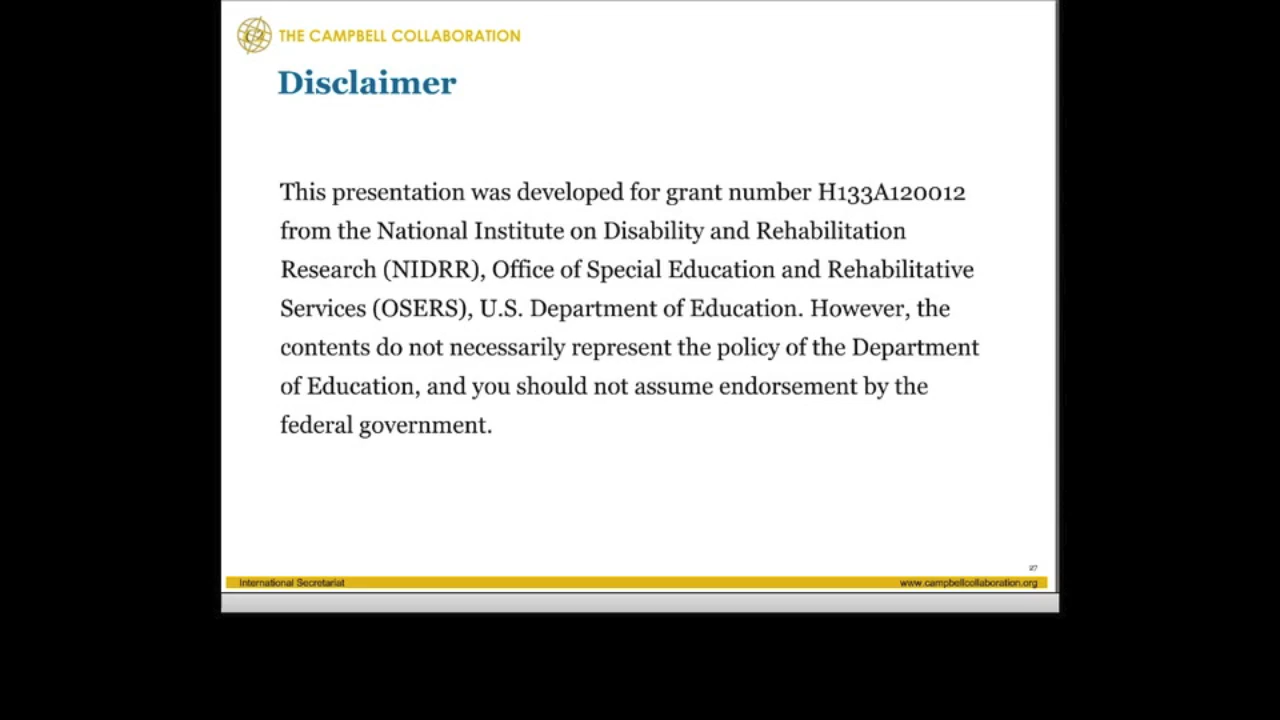 THE CAMPBELL COLLABORATION
Disclaimer
This presentation was developed for grant number H133A120012
from the National Institute on Disability and Rehabilitation
Research (NIDRR), Office of Special Education and Rehabilitative
Services (OSERS), U.S. Department of Education. However, the
contents do not necessarily represent the policy of the Department
of Education, and you should not assume endorsement by the
federal government.
27
International Secretariat
www.campbellcollaboration.org